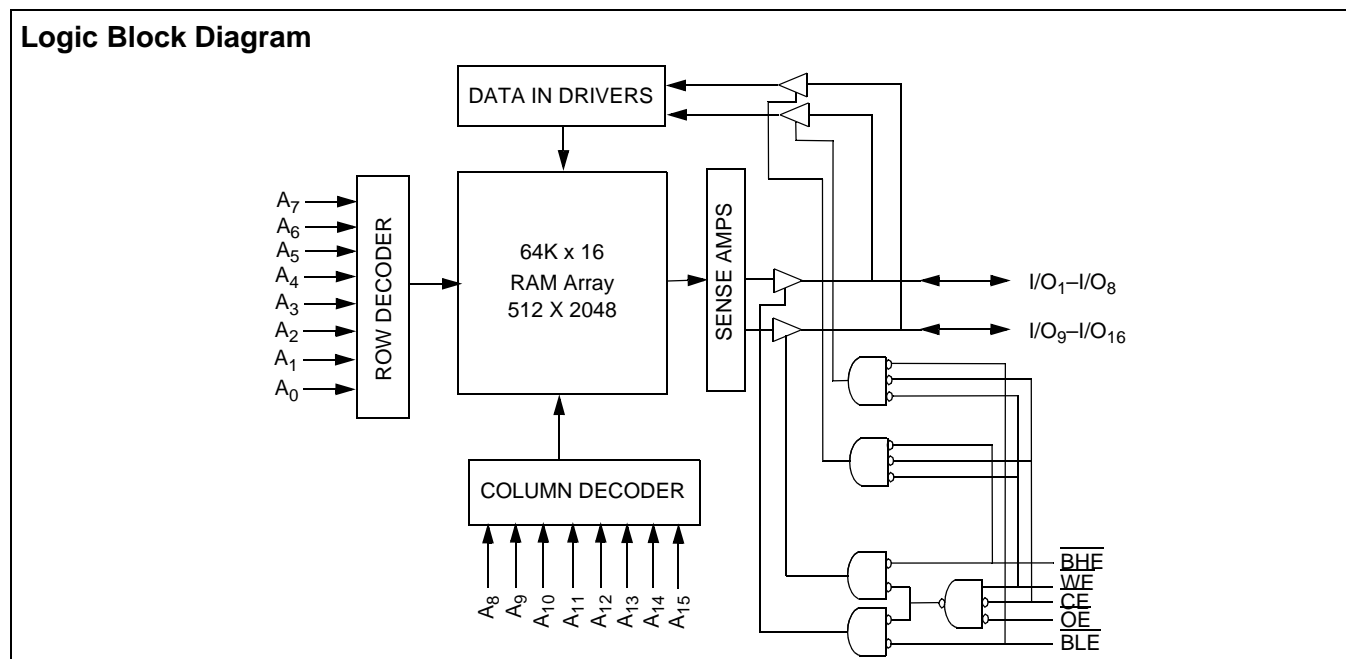 Logic Block Diagram
DATA IN DRIVERS
A7
A6
A5
A4
A3
A2
A1
A0
ROW DECODER
64K x 16
RAM Array
512 X 2048
SENSE AMPS
I/O1–I/O8
I/O9–I/O16
COLUMN DECODER
A8
A9
A10
A11
A12
A13
A14
A15
BHE
WE
CE
OE
BLE